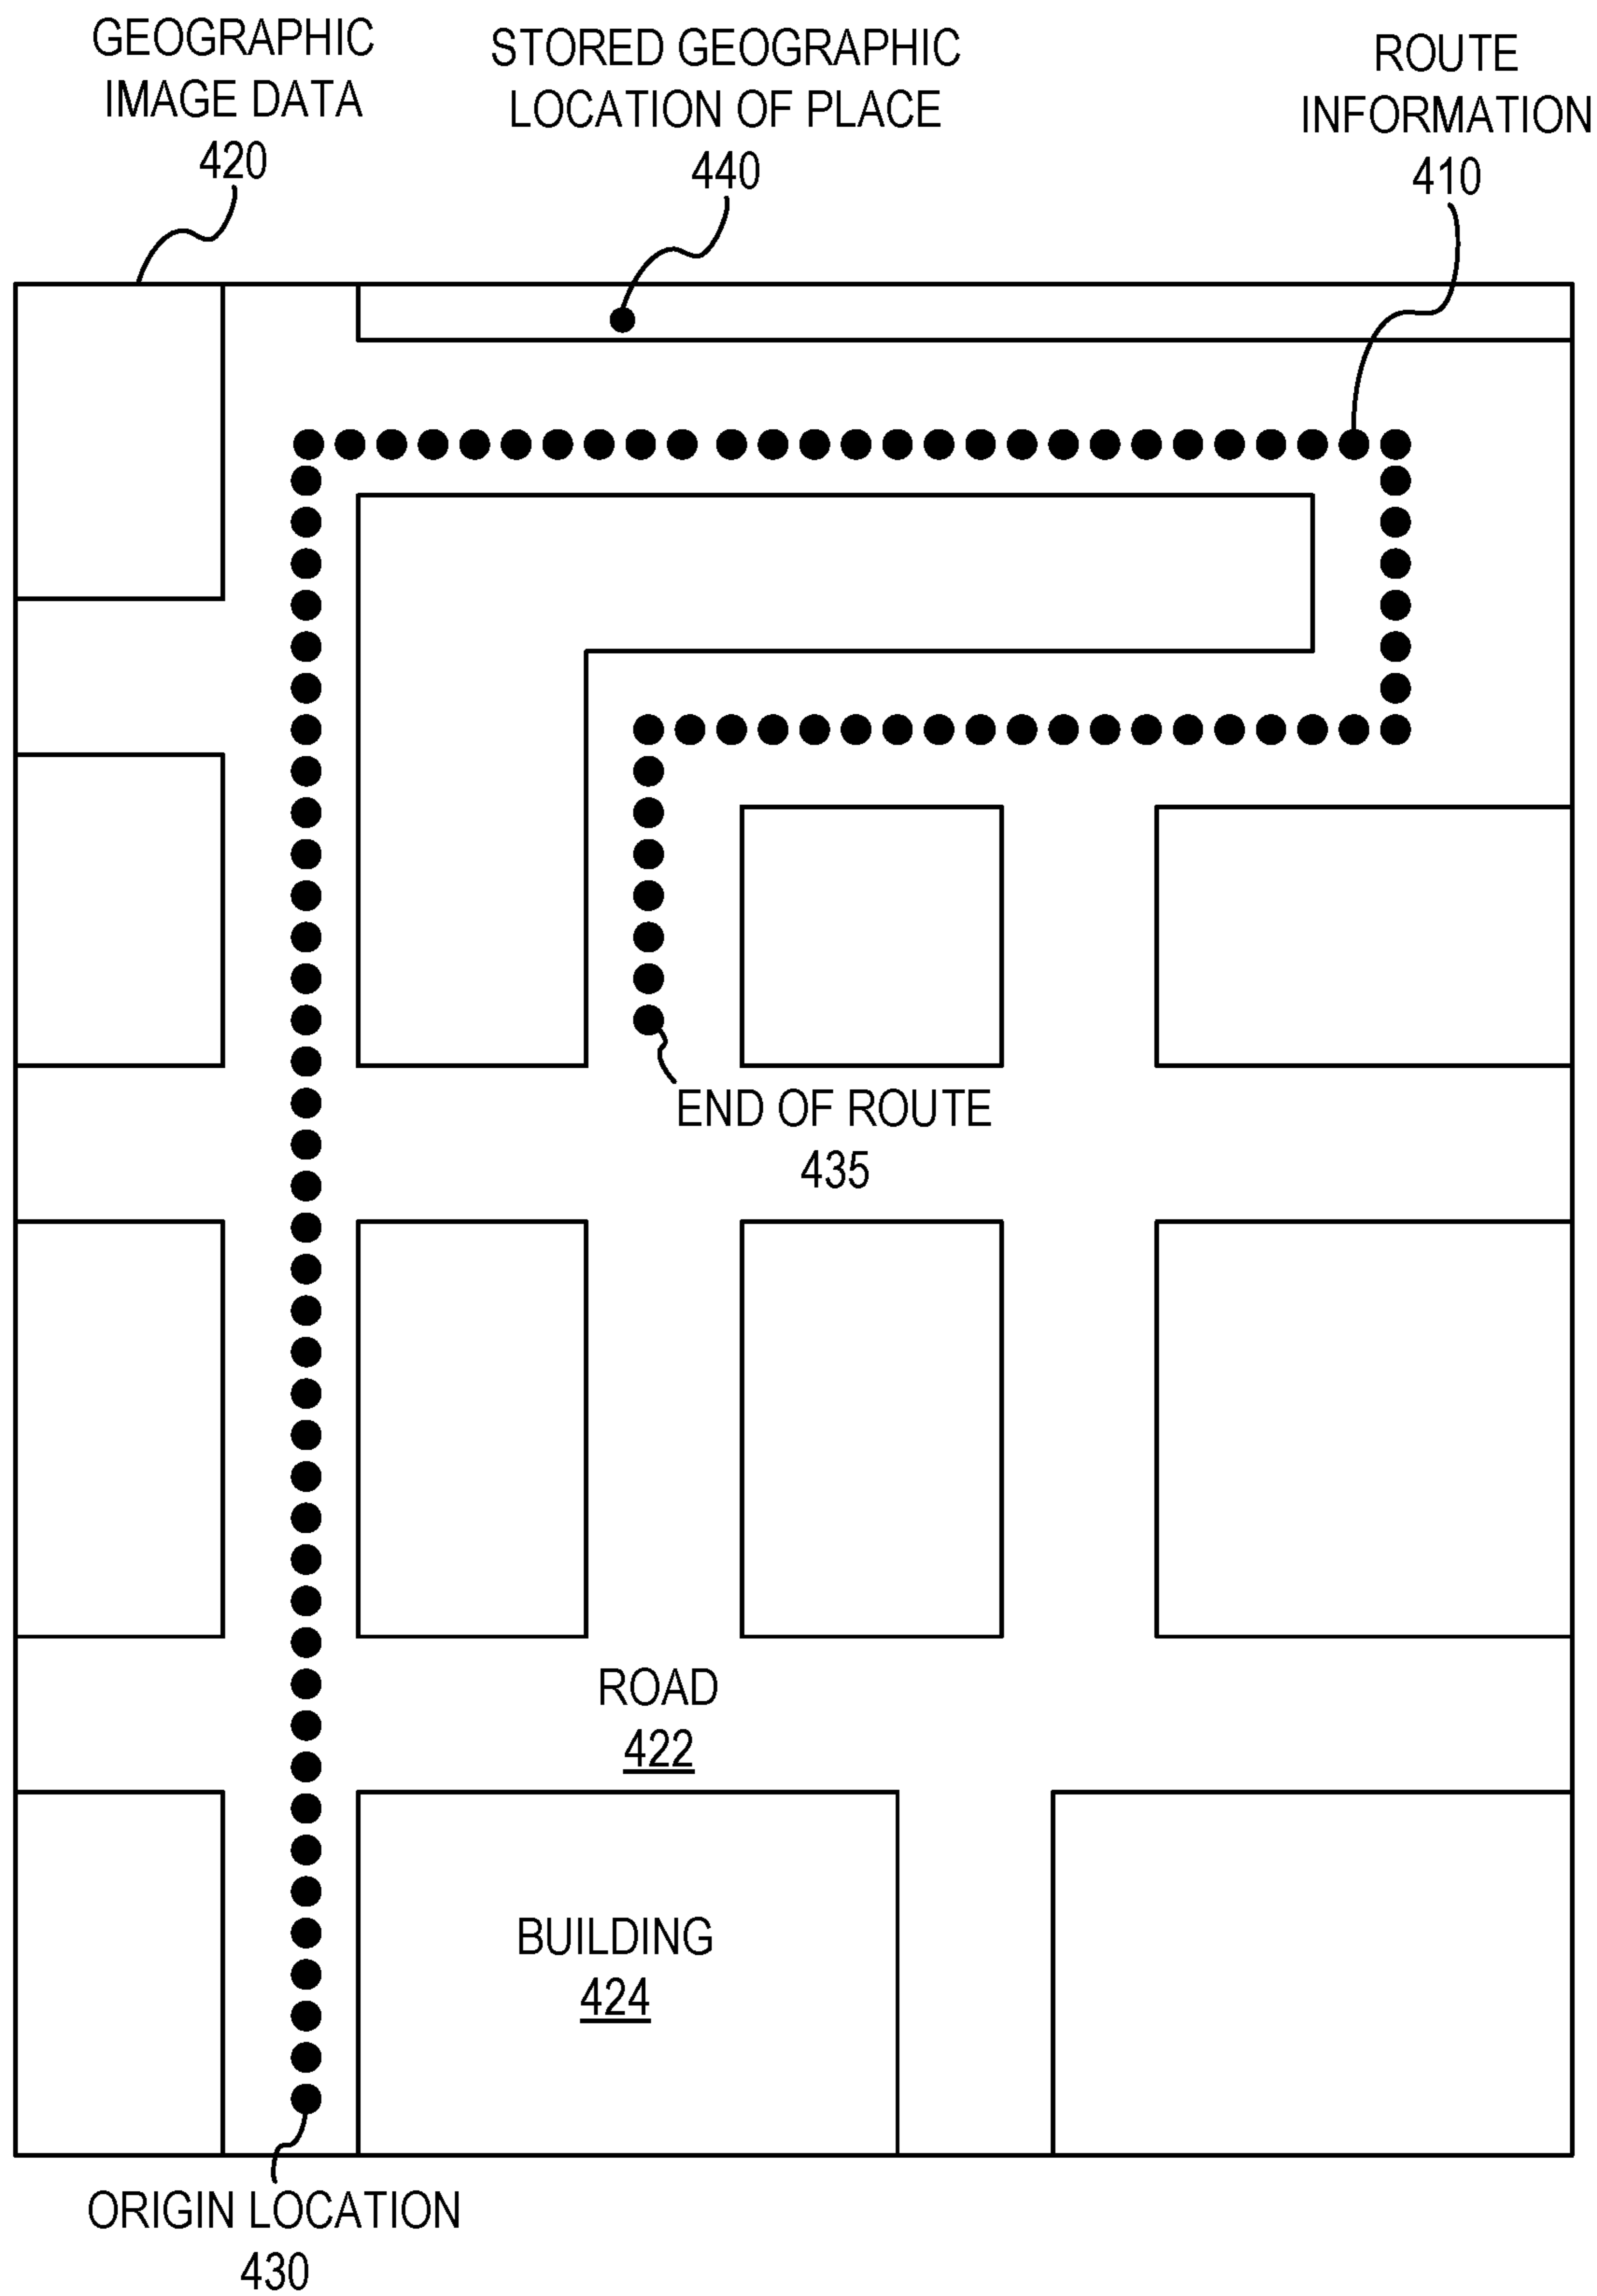 GEOGRAPHIC
IMAGE DATA
420
STORED GEOGRAPHIC
LOCATION OF PLACE
440
ROUTE
INFORMATION
410
END OF ROUTE
435
ROAD
422
BUILDING
424
ORIGIN LOCATION
430